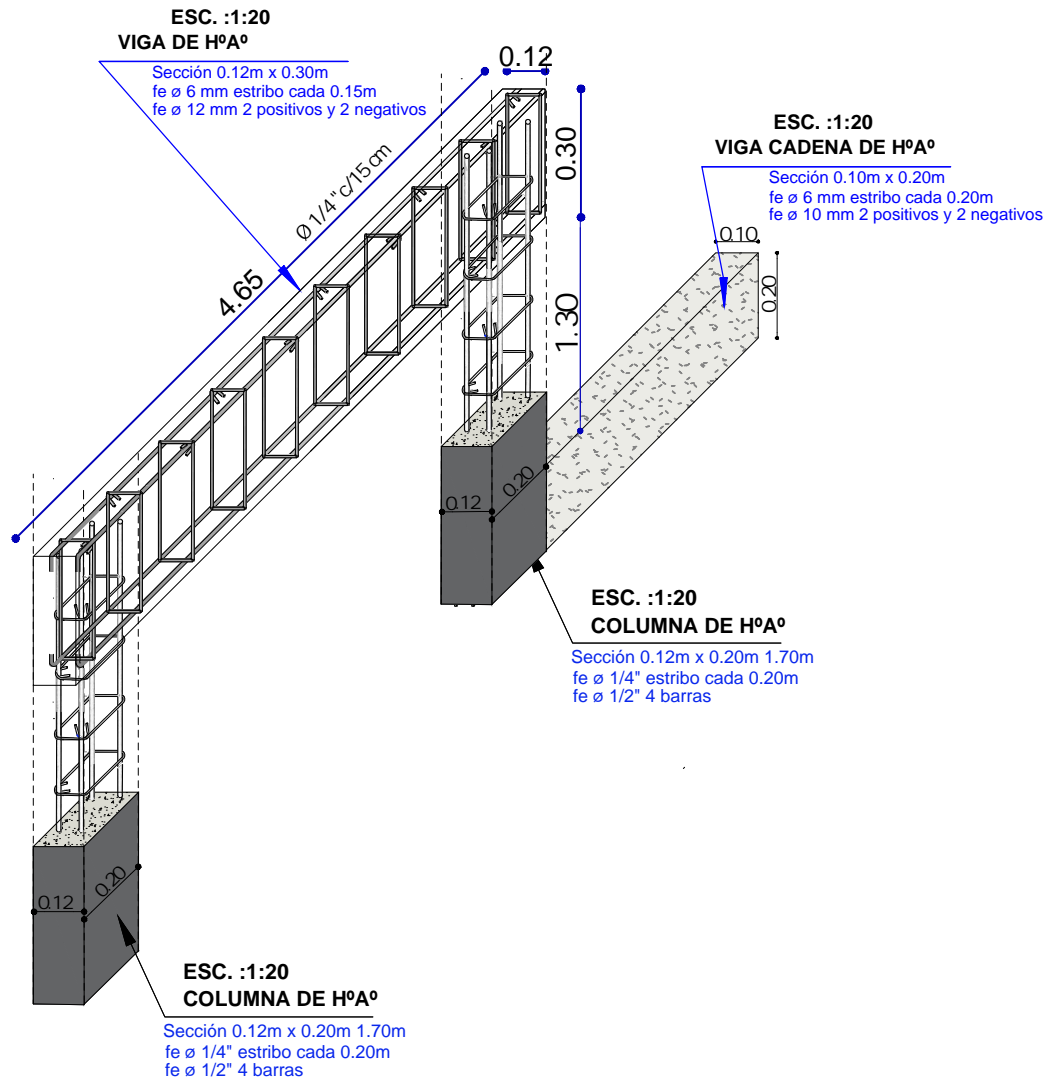 ESC. :1:20
VIGA DE HºAº
Sección 0.12m x 0.30m
fe ø 6 mm estribo cada 0.15m
fe ø 12 mm 2 positivos y 2 negativos
0.12
0.30
1.30
Ø 1/4" c/15 cm
4.65
ESC. :1:20
VIGA CADENA DE HºAº
Sección 0.10m x 0.20m
fe ø 6 mm estribo cada 0.20m
fe ø 10 mm 2 positivos y 2 negativos
0.10
0.20
0.12
0.20
ESC. :1:20
COLUMNA DE HºAº
Sección 0.12m x 0.20m 1.70m
fe ø 1/4" estribo cada 0.20m
fe ø 1/2" 4 barras
0.12
0.20
ESC. :1:20
COLUMNA DE HºAº
Sección 0.12m x 0.20m 1.70m
fe ø 1/4" estribo cada 0.20m
fe ø 1/2" 4 barras